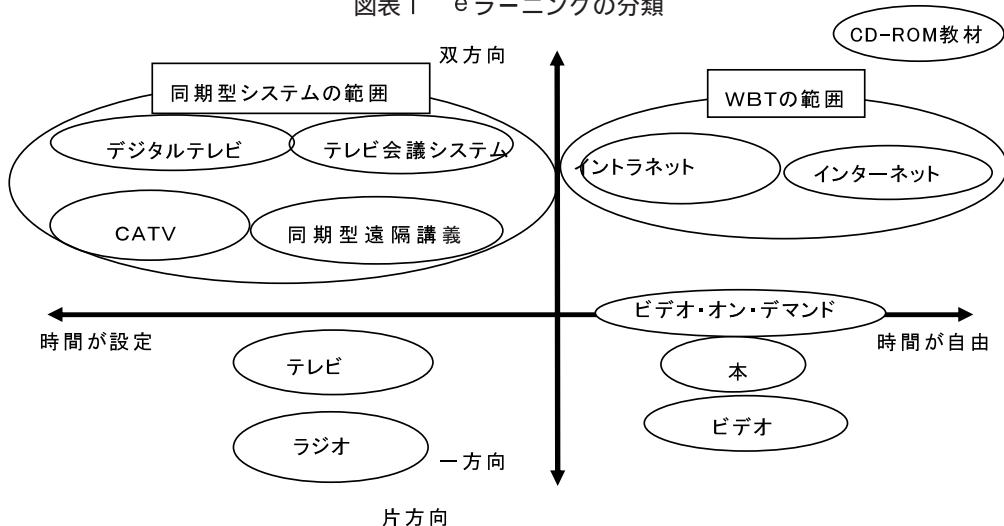 図表1 eラーニングの分類
CD-ROM教材
双方向
同期型システムの範囲
WBTの範囲
デジタルテレビ
テレビ会議システム
イントラネット
インターネット
CATV
同期型遠隔講義
ビデオ・オン・デマンド
時間が設定
時間が自由
テレビ
本
ビデオ
ラジオ
一方向
片方向